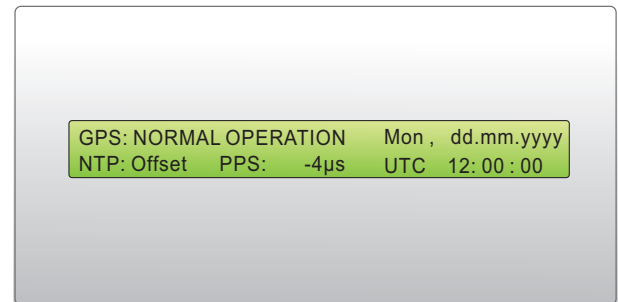 GPS: NORMAL OPERATION Mon , dd.mm.yyyy
NTP: Offset PPS: -4µs UTC 12: 00 : 00